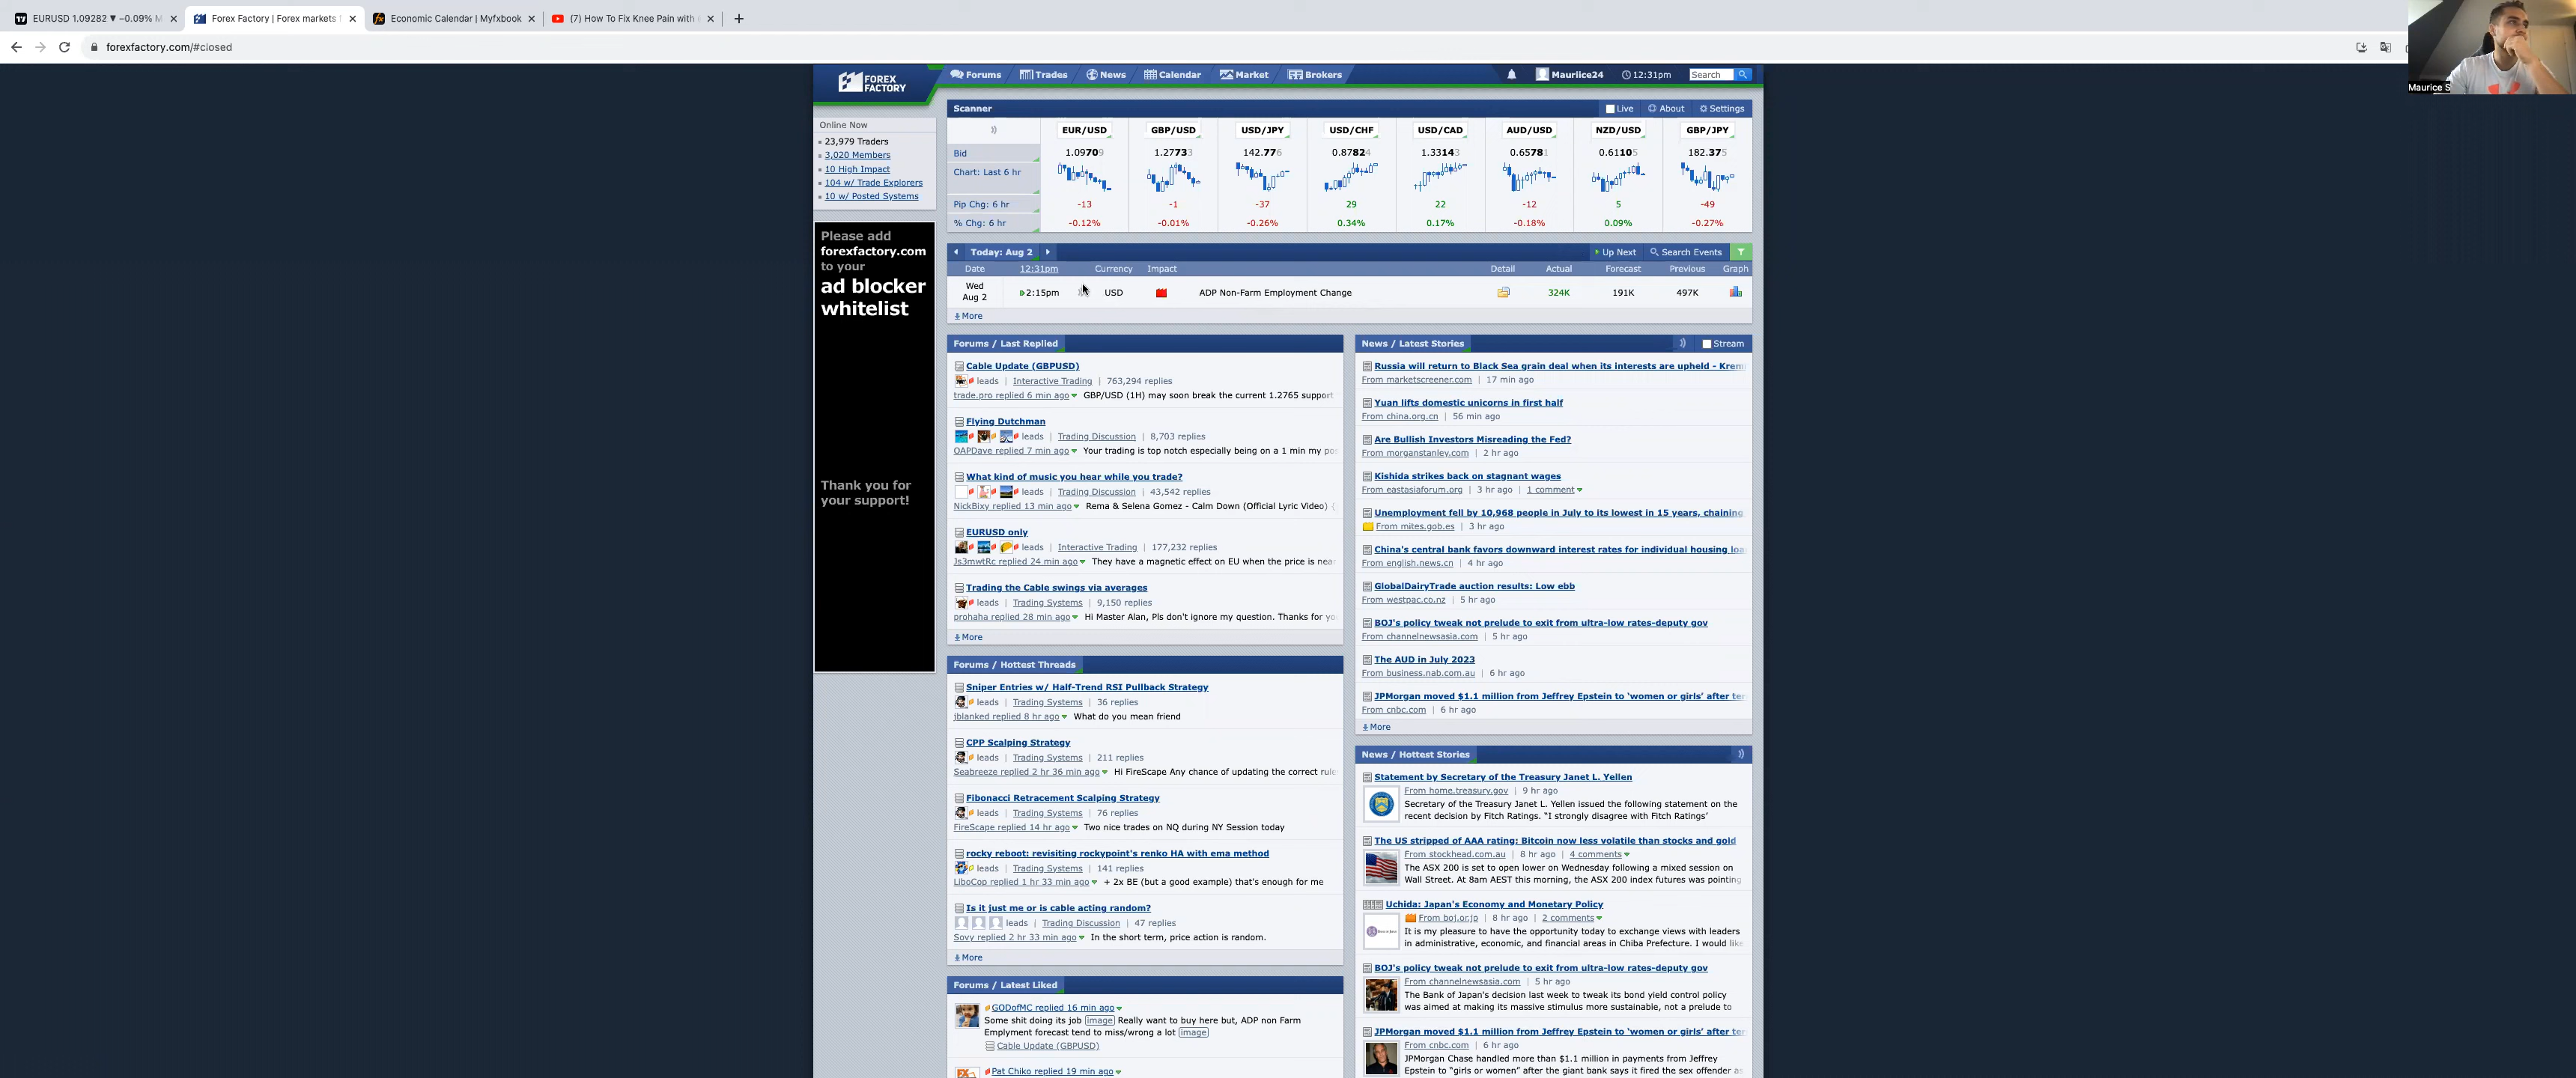 EURUSD 1.09282 ▼ −0.09% M
Forex Factory | Forex markets f
Economic Calendar | Myfxbook
(7) How To Fix Knee Pain with
forexfactory.com/#closed
Maurice S
FOREX FACTORY
Forums
Trades
News
Calendar
Market
Brokers
Mauriice24
12:31pm
Search
Online Now
23,979 Traders
3,020 Members
10 High Impact
104 w/ Trade Explorers
10 w/ Posted Systems
Please add
forexfactory.com
to your
ad blocker
whitelist
Thank you for
your support!
Scanner
Live
About
Settings
EUR/USD GBP/USD USD/JPY USD/CHF USD/CAD AUD/USD NZD/USD GBP/JPY
Bid 1.09709 1.27733 142.776 0.87824 1.33143 0.65781 0.61105 182.375
Chart: Last 6 hr
Pip Chg: 6 hr -13 -1 -37 29 22 -12 5 -49
% Chg: 6 hr -0.12% -0.01% -0.26% 0.34% 0.17% -0.18% 0.09% -0.27%
Today: Aug 2
Up Next
Search Events
Date 12:31pm Currency Impact Detail Actual Forecast Previous Graph
Wed
Aug 2
2:15pm USD ADP Non-Farm Employment Change 324K 191K 497K
More
Forums / Last Replied
Cable Update (GBPUSD)
leads | Interactive Trading | 763,294 replies
trade.pro replied 6 min ago GBP/USD (1H) may soon break the current 1.2765 support
Flying Dutchman
leads | Trading Discussion | 8,703 replies
OAPDave replied 7 min ago Your trading is top notch especially being on a 1 min my pos
What kind of music you hear while you trade?
leads | Trading Discussion | 43,542 replies
NickBixy replied 13 min ago Rema & Selena Gomez - Calm Down (Official Lyric Video) (
EURUSD only
leads | Interactive Trading | 177,232 replies
Js3mwtRc replied 24 min ago They have a magnetic effect on EU when the price is near
Trading the Cable swings via averages
leads | Trading Systems | 9,150 replies
prohaha replied 28 min ago Hi Master Alan, Pls don't ignore my question. Thanks for yo
More
Forums / Hottest Threads
Sniper Entries w/ Half-Trend RSI Pullback Strategy
leads | Trading Systems | 36 replies
jblanked replied 8 hr ago What do you mean friend
CPP Scalping Strategy
leads | Trading Systems | 211 replies
Seabreeze replied 2 hr 36 min ago Hi FireScape Any chance of updating the correct rule
Fibonacci Retracement Scalping Strategy
leads | Trading Systems | 76 replies
FireScape replied 14 hr ago Two nice trades on NQ during NY Session today
rocky reboot: revisiting rockypoint's renko HA with ema method
leads | Trading Systems | 141 replies
LiboCop replied 1 hr 33 min ago + 2x BE (but a good example) that's enough for me
Is it just me or is cable acting random?
leads | Trading Discussion | 47 replies
Sovy replied 2 hr 33 min ago In the short term, price action is random.
More
Forums / Latest Liked
GODofMC replied 16 min ago
Some shit doing its job [image] Really want to buy here but, ADP non Farm
Emplyment forecast tend to miss/wrong a lot [image]
Cable Update (GBPUSD)
Pat Chiko replied 19 min ago
News / Latest Stories
Stream
Russia will return to Black Sea grain deal when its interests are upheld - Krem
From marketscreener.com | 17 min ago
Yuan lifts domestic unicorns in first half
From china.org.cn | 56 min ago
Are Bullish Investors Misreading the Fed?
From morganstanley.com | 2 hr ago
Kishida strikes back on stagnant wages
From eastasiaforum.org | 3 hr ago | 1 comment
Unemployment fell by 10,968 people in July to its lowest in 15 years, chaining
From mites.gob.es | 3 hr ago
China's central bank favors downward interest rates for individual housing loa
From english.news.cn | 4 hr ago
GlobalDairyTrade auction results: Low ebb
From westpac.co.nz | 5 hr ago
BOJ's policy tweak not prelude to exit from ultra-low rates-deputy gov
From channelnewsasia.com | 5 hr ago
The AUD in July 2023
From business.nab.com.au | 6 hr ago
JPMorgan moved $1.1 million from Jeffrey Epstein to ‘women or girls’ after ter
From cnbc.com | 6 hr ago
More
News / Hottest Stories
Statement by Secretary of the Treasury Janet L. Yellen
From home.treasury.gov | 9 hr ago
Secretary of the Treasury Janet L. Yellen issued the following statement on the
recent decision by Fitch Ratings. “I strongly disagree with Fitch Ratings’
The US stripped of AAA rating; Bitcoin now less volatile than stocks and gold
From stockhead.com.au | 8 hr ago | 4 comments
The ASX 200 is set to open lower on Wednesday following a mixed session on
Wall Street. At 8am AEST this morning, the ASX 200 index futures was pointing
Uchida: Japan's Economy and Monetary Policy
From boj.or.jp | 8 hr ago | 2 comments
It is my pleasure to have the opportunity today to exchange views with leaders
in administrative, economic, and financial areas in Chiba Prefecture. I would like
BOJ's policy tweak not prelude to exit from ultra-low rates-deputy gov
From channelnewsasia.com | 5 hr ago
The Bank of Japan's decision last week to tweak its bond yield control policy
was aimed at making its massive stimulus more sustainable, not a prelude to
JPMorgan moved $1.1 million from Jeffrey Epstein to ‘women or girls’ after ter
From cnbc.com | 6 hr ago
JPMorgan Chase handled more than $1.1 million in payments from Jeffrey
Epstein to “girls or women” after the giant bank says it fired the sex offender as